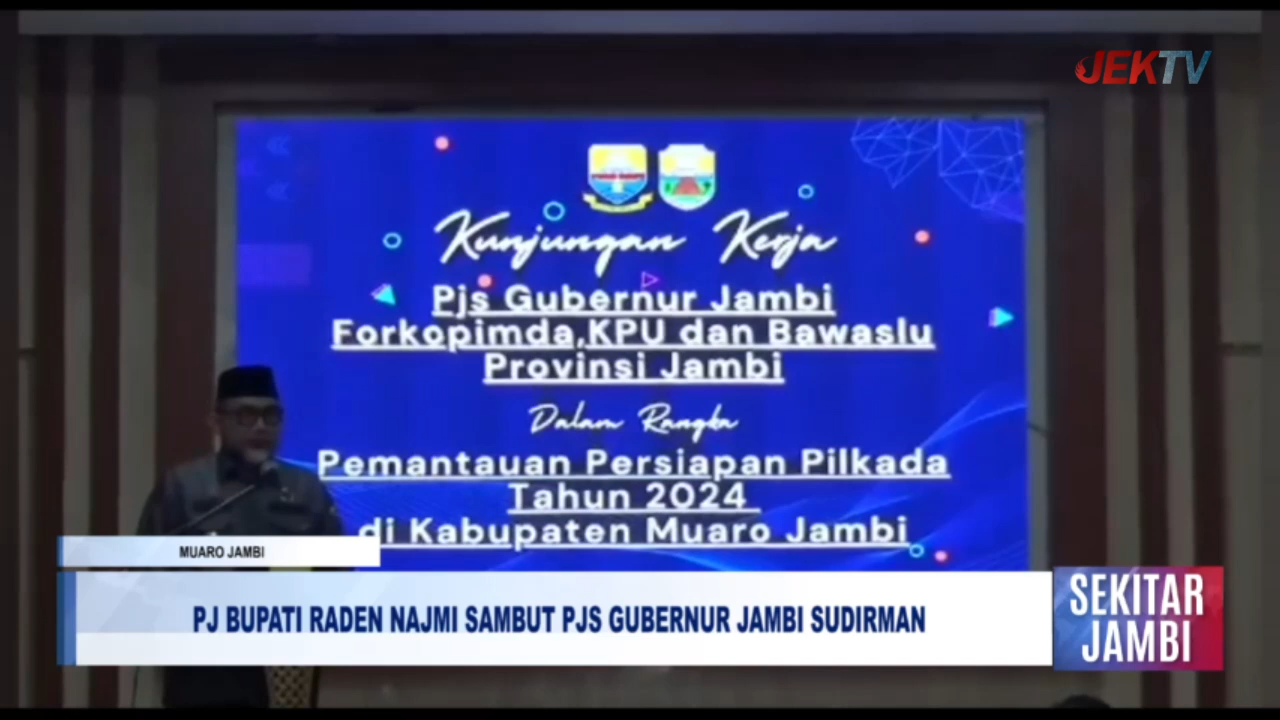 JEKTV
Kunjungan Kerja
Pjs Gubernur Jambi
Forkopimda,KPU dan Bawaslu
Provinsi Jambi
Dalam Rangka
Pemantauan Persiapan Pilkada
Tahun 2024
di Kabupaten Muaro Jambi
MUARO JAMBI
PJ BUPATI RADEN NAJMI SAMBUT PJS GUBERNUR JAMBI SUDIRMAN
SEKITAR
JAMBI